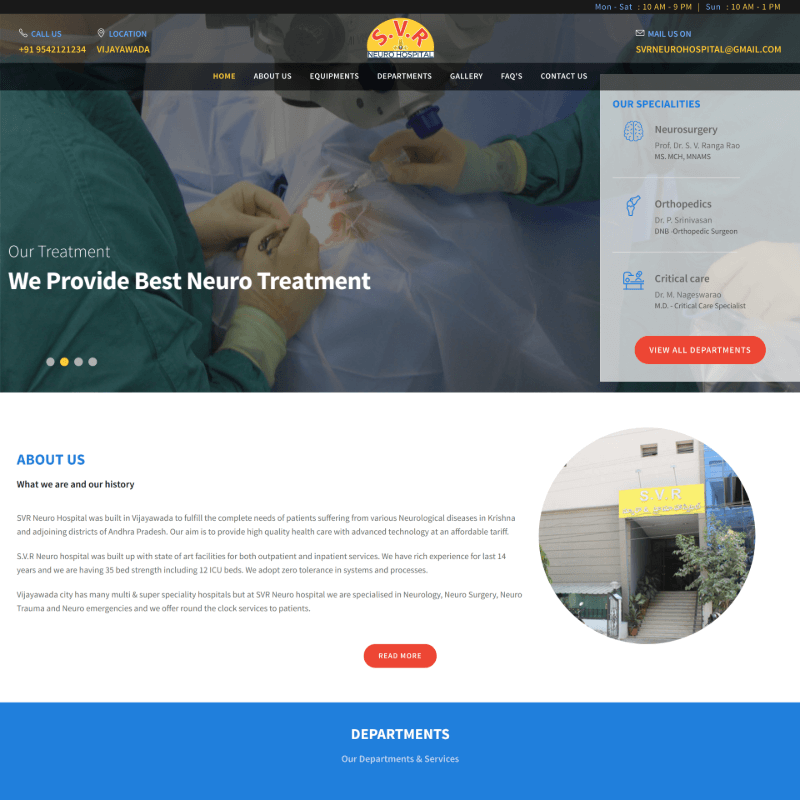 Mon - Sat : 10 AM - 9 PM | Sun : 10 AM - 1 PM
CALL US
+91 9542121234
LOCATION
VIJAYAWADA
S.V.R
NEURO HOSPITAL
MAIL US ON
SVRNEUROHOSPITAL@GMAIL.COM
HOME ABOUT US EQUIPMENTS DEPARTMENTS GALLERY FAQ'S CONTACT US
OUR SPECIALITIES
Neurosurgery
Prof. Dr. S. V. Ranga Rao
MS. MCH, MNAMS
Orthopedics
Dr. P. Srinivasan
DNB -Orthopedic Surgeon
Critical care
Dr. M. Nageswarao
M.D. - Critical Care Specialist
VIEW ALL DEPARTMENTS
Our Treatment
We Provide Best Neuro Treatment
ABOUT US
What we are and our history
SVR Neuro Hospital was built in Vijayawada to fulfill the complete needs of patients suffering from various Neurological diseases in Krishna
and adjoining districts of Andhra Pradesh. Our aim is to provide high quality health care with advanced technology at an affordable tariff.
S.V.R Neuro hospital was built up with state of art facilities for both outpatient and inpatient services. We have rich experience for last 14
years and we are having 35 bed strength including 12 ICU beds. We adopt zero tolerance in systems and processes.
Vijayawada city has many multi & super speciality hospitals but at SVR Neuro hospital we are specialised in Neurology, Neuro Surgery, Neuro
Trauma and Neuro emergencies and we offer round the clock services to patients.
S.V.R
READ MORE
DEPARTMENTS
Our Departments & Services